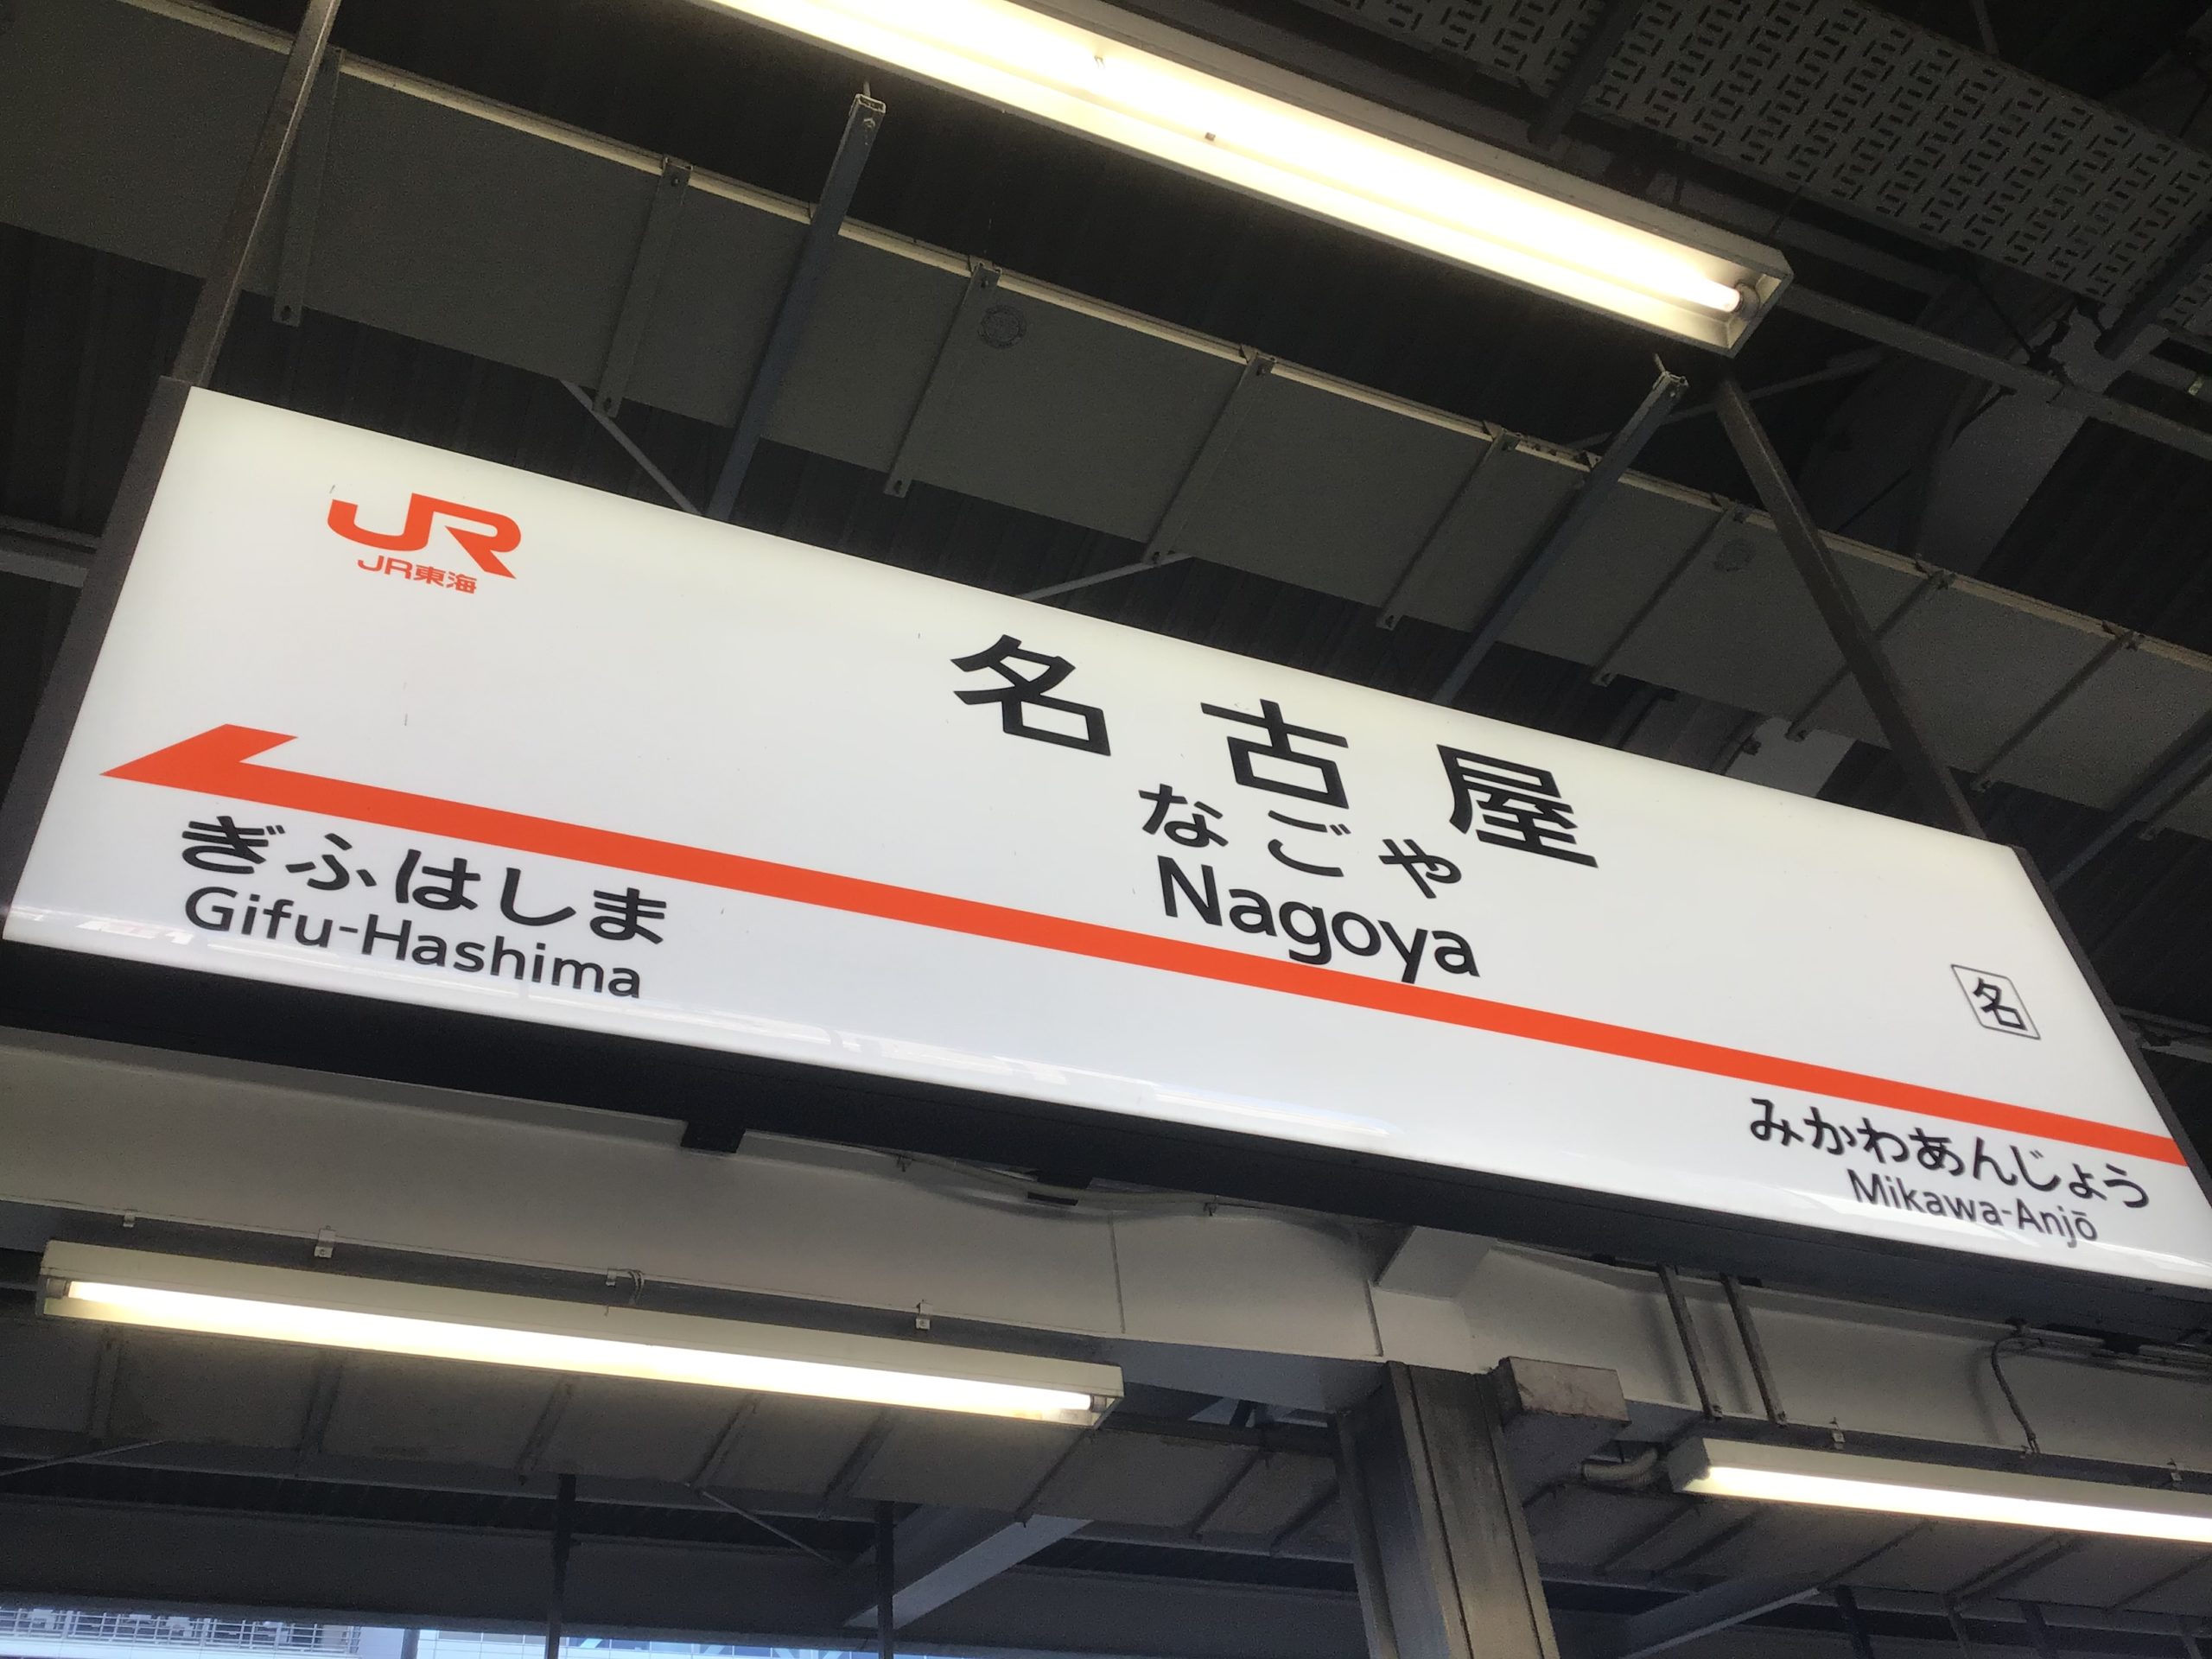 JR
JR東海
名古屋
なごや
Nagoya
名
ぎふはしま
Gifu-Hashima
みかわあんじょう
Mikawa-Anjō